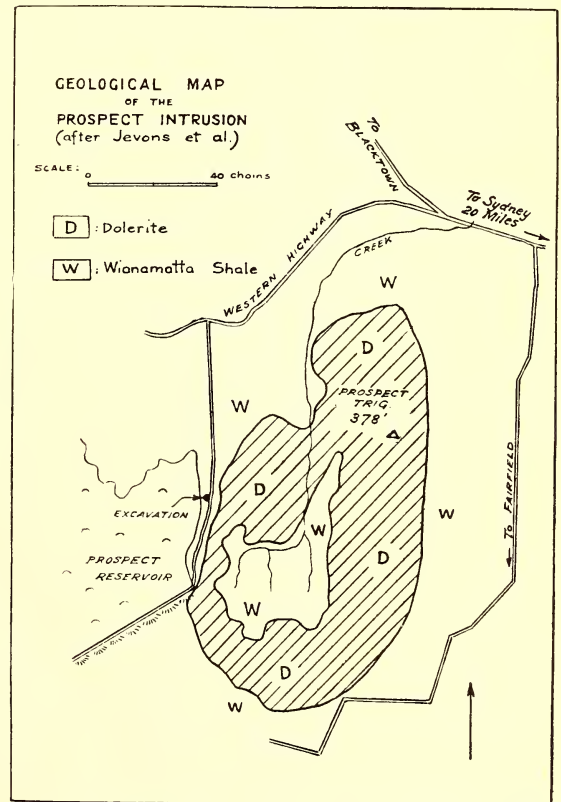 GEOLOGICAL MAP
OF THE
PROSPECT INTRUSION
(after Jevons et al.)
SCALE:
0 40 chains
D : Dolerite
W : Wianamatta Shale
TO
BLACKTOWN
To Sydney
20 Miles
WESTERN HIGHWAY
CREEK
W
D
PROSPECT
TRIG.
378'
W
D
EXCAVATION
W
W
TO FAIRFIELD
PROSPECT
RESERVOIR
D
W
D
W